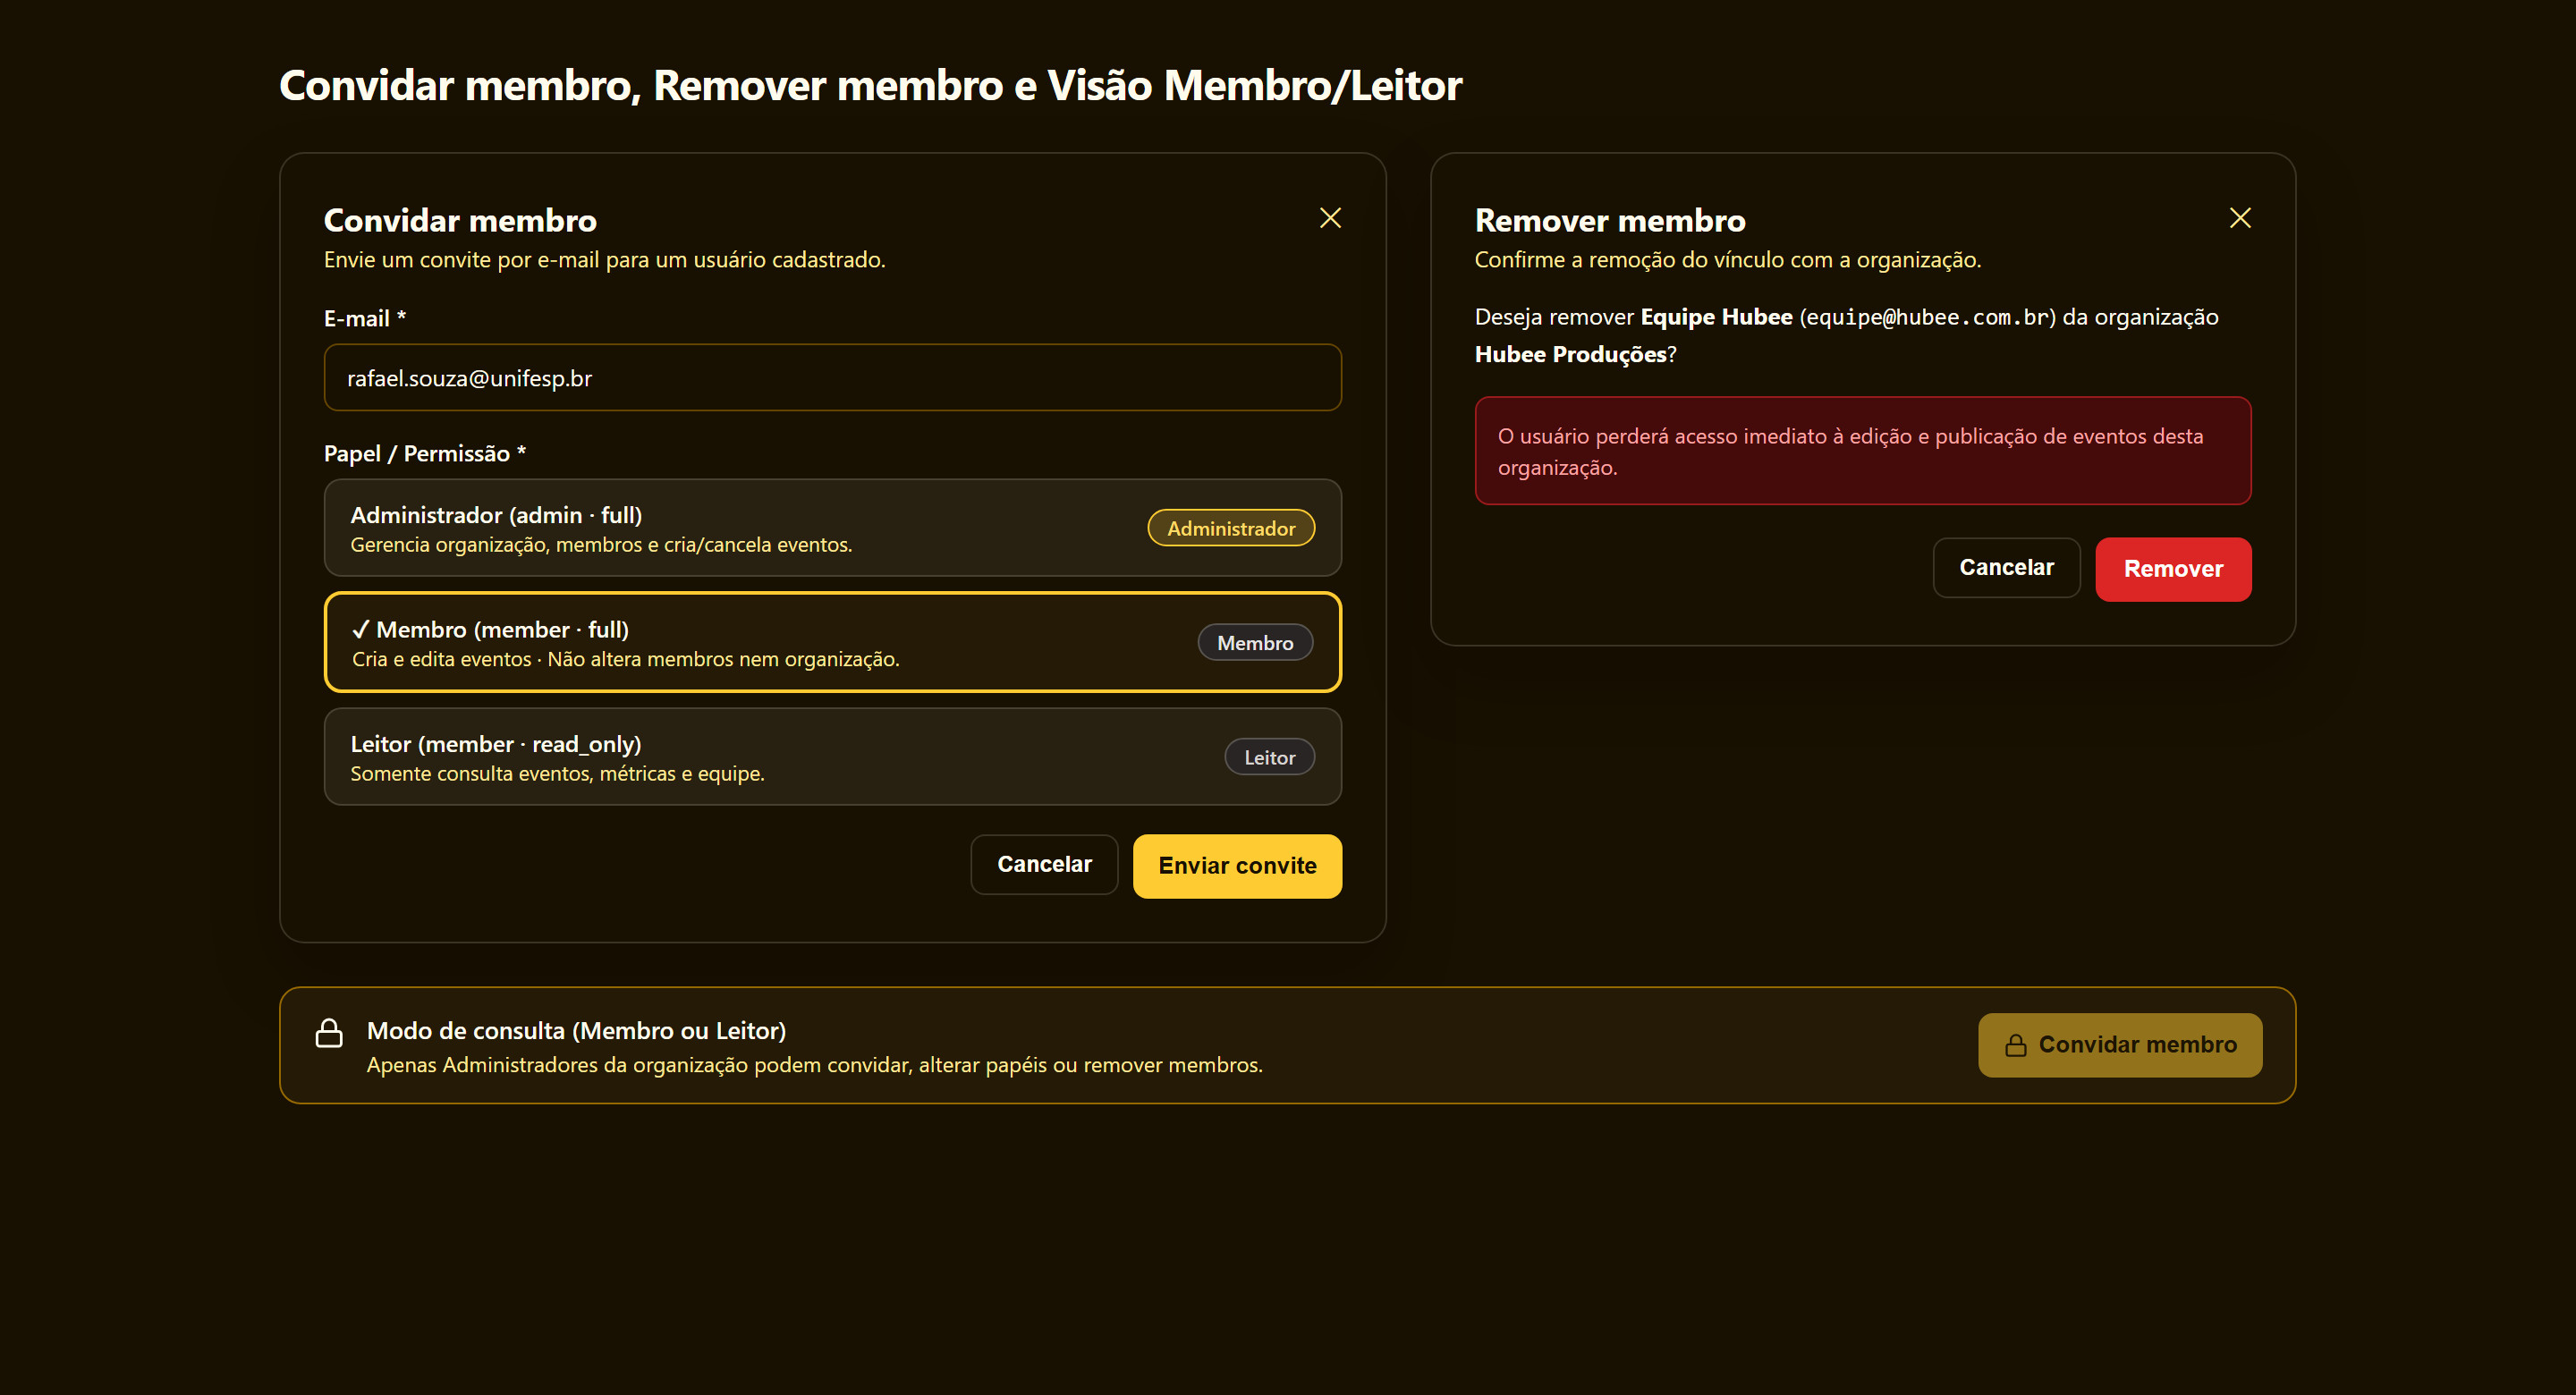 Convidar membro, Remover membro e Visão Membro/Leitor
Convidar membro
Envie um convite por e-mail para um usuário cadastrado.
E-mail *
rafael.souza@unifesp.br
Papel / Permissão *
Administrador (admin · full)
Gerencia organização, membros e cria/cancela eventos.
Administrador
✓ Membro (member · full)
Cria e edita eventos · Não altera membros nem organização.
Membro
Leitor (member · read_only)
Somente consulta eventos, métricas e equipe.
Leitor
Cancelar
Enviar convite
Remover membro
Confirme a remoção do vínculo com a organização.
Deseja remover Equipe Hubee (equipe@hubee.com.br) da organização
Hubee Produções?
O usuário perderá acesso imediato à edição e publicação de eventos desta
organização.
Cancelar
Remover
Modo de consulta (Membro ou Leitor)
Apenas Administradores da organização podem convidar, alterar papéis ou remover membros.
Convidar membro